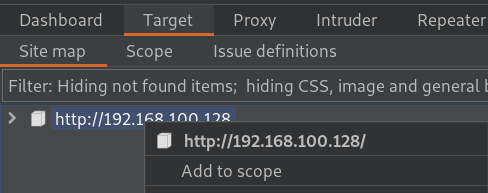 Dashboard Target Proxy Intruder Repeater
Site map Scope Issue definitions
Filter: Hiding not found items; hiding CSS, image and general
http://192.168.100.128
http://192.168.100.128/
Add to scope